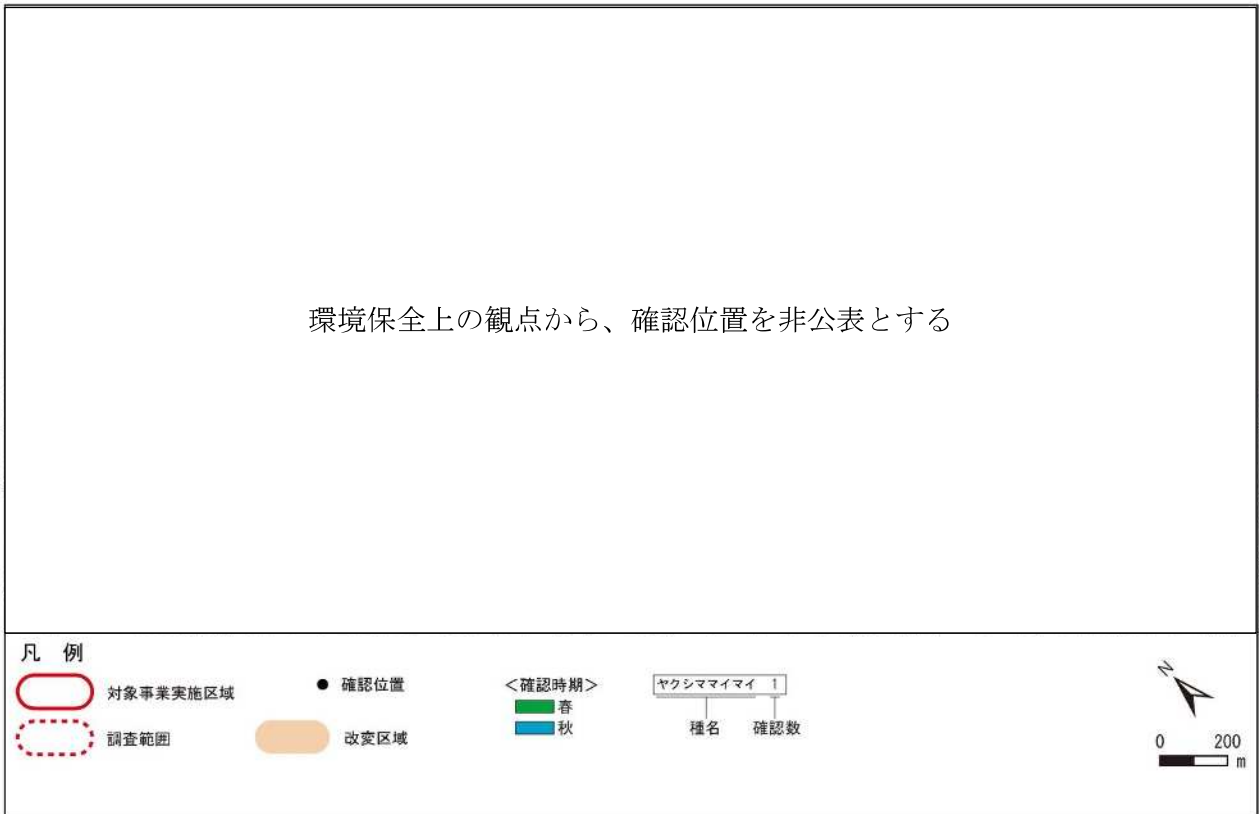 環境保全上の観点から、確認位置を非公表とする
凡 例
対象事業実施区域
調査範囲
確認位置
改変区域
<確認時期>
春
秋
ヤクシママイマイ 1
種名 確認数
N
0 200
m